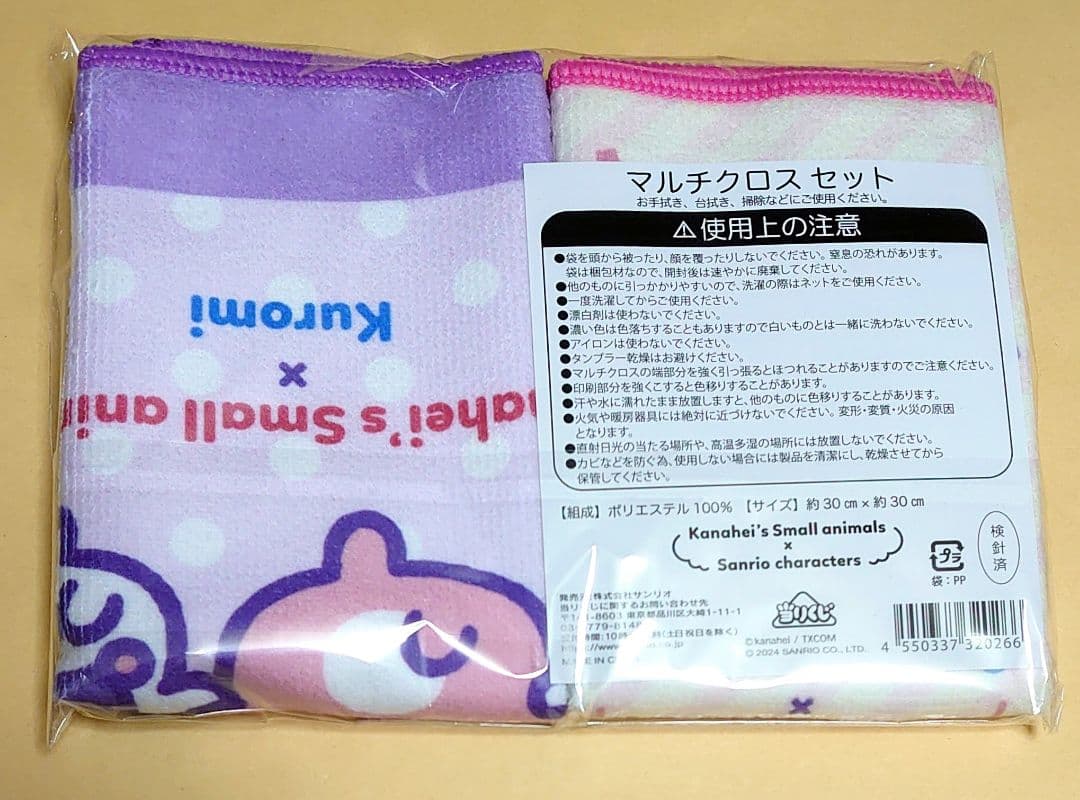 Kuromi
×
nahei's Small ani
マルチクロス セット
お手拭き、台拭き、掃除などにご使用ください。
⚠使用上の注意
●袋を頭から被ったり、顔を覆ったりしないでください。窒息の恐れがあります。
袋は梱包材なので、開封後は速やかに廃棄してください。
●他のものに引っかかりやすいので、洗濯の際はネットをご使用ください。
●一度洗濯してからご使用ください。
●漂白剤は使わないでください。
●濃い色は色落ちすることもありますので白いものとは一緒に洗わないでください。
●アイロンは使わないでください。
●タンブラー乾燥はお避けください。
●マルチクロスの端部分を強く引っ張るとほつれることがありますのでご注意ください。
●印刷部分を強くこすると色移りすることがあります。
●汗や水に濡れたまま放置しますと、他のものに色移りすることがあります。
●火気や暖房器具には絶対に近づけないでください。変形・変質・火災の原因
となります。
●直射日光の当たる場所や、高温多湿の場所には放置しないでください。
●カビなどを防ぐ為、使用しない場合には製品を清潔にし、乾燥させてから
保管してください。
【組成】ポリエステル100% 【サイズ】約30㎝×約30㎝
Kanahei's Small animals
×
Sanrio characters
プラ
袋：PP
検針済
発売元 株式会社サンリオ
当りくじに関するお問い合わせ先
〒141-8603 東京都品川区大崎1-11-1
(土日祝日を除く)
当りくじ
©kanahei / TXCOM
©2024 SANRIO CO., LTD.
4 550337 320266